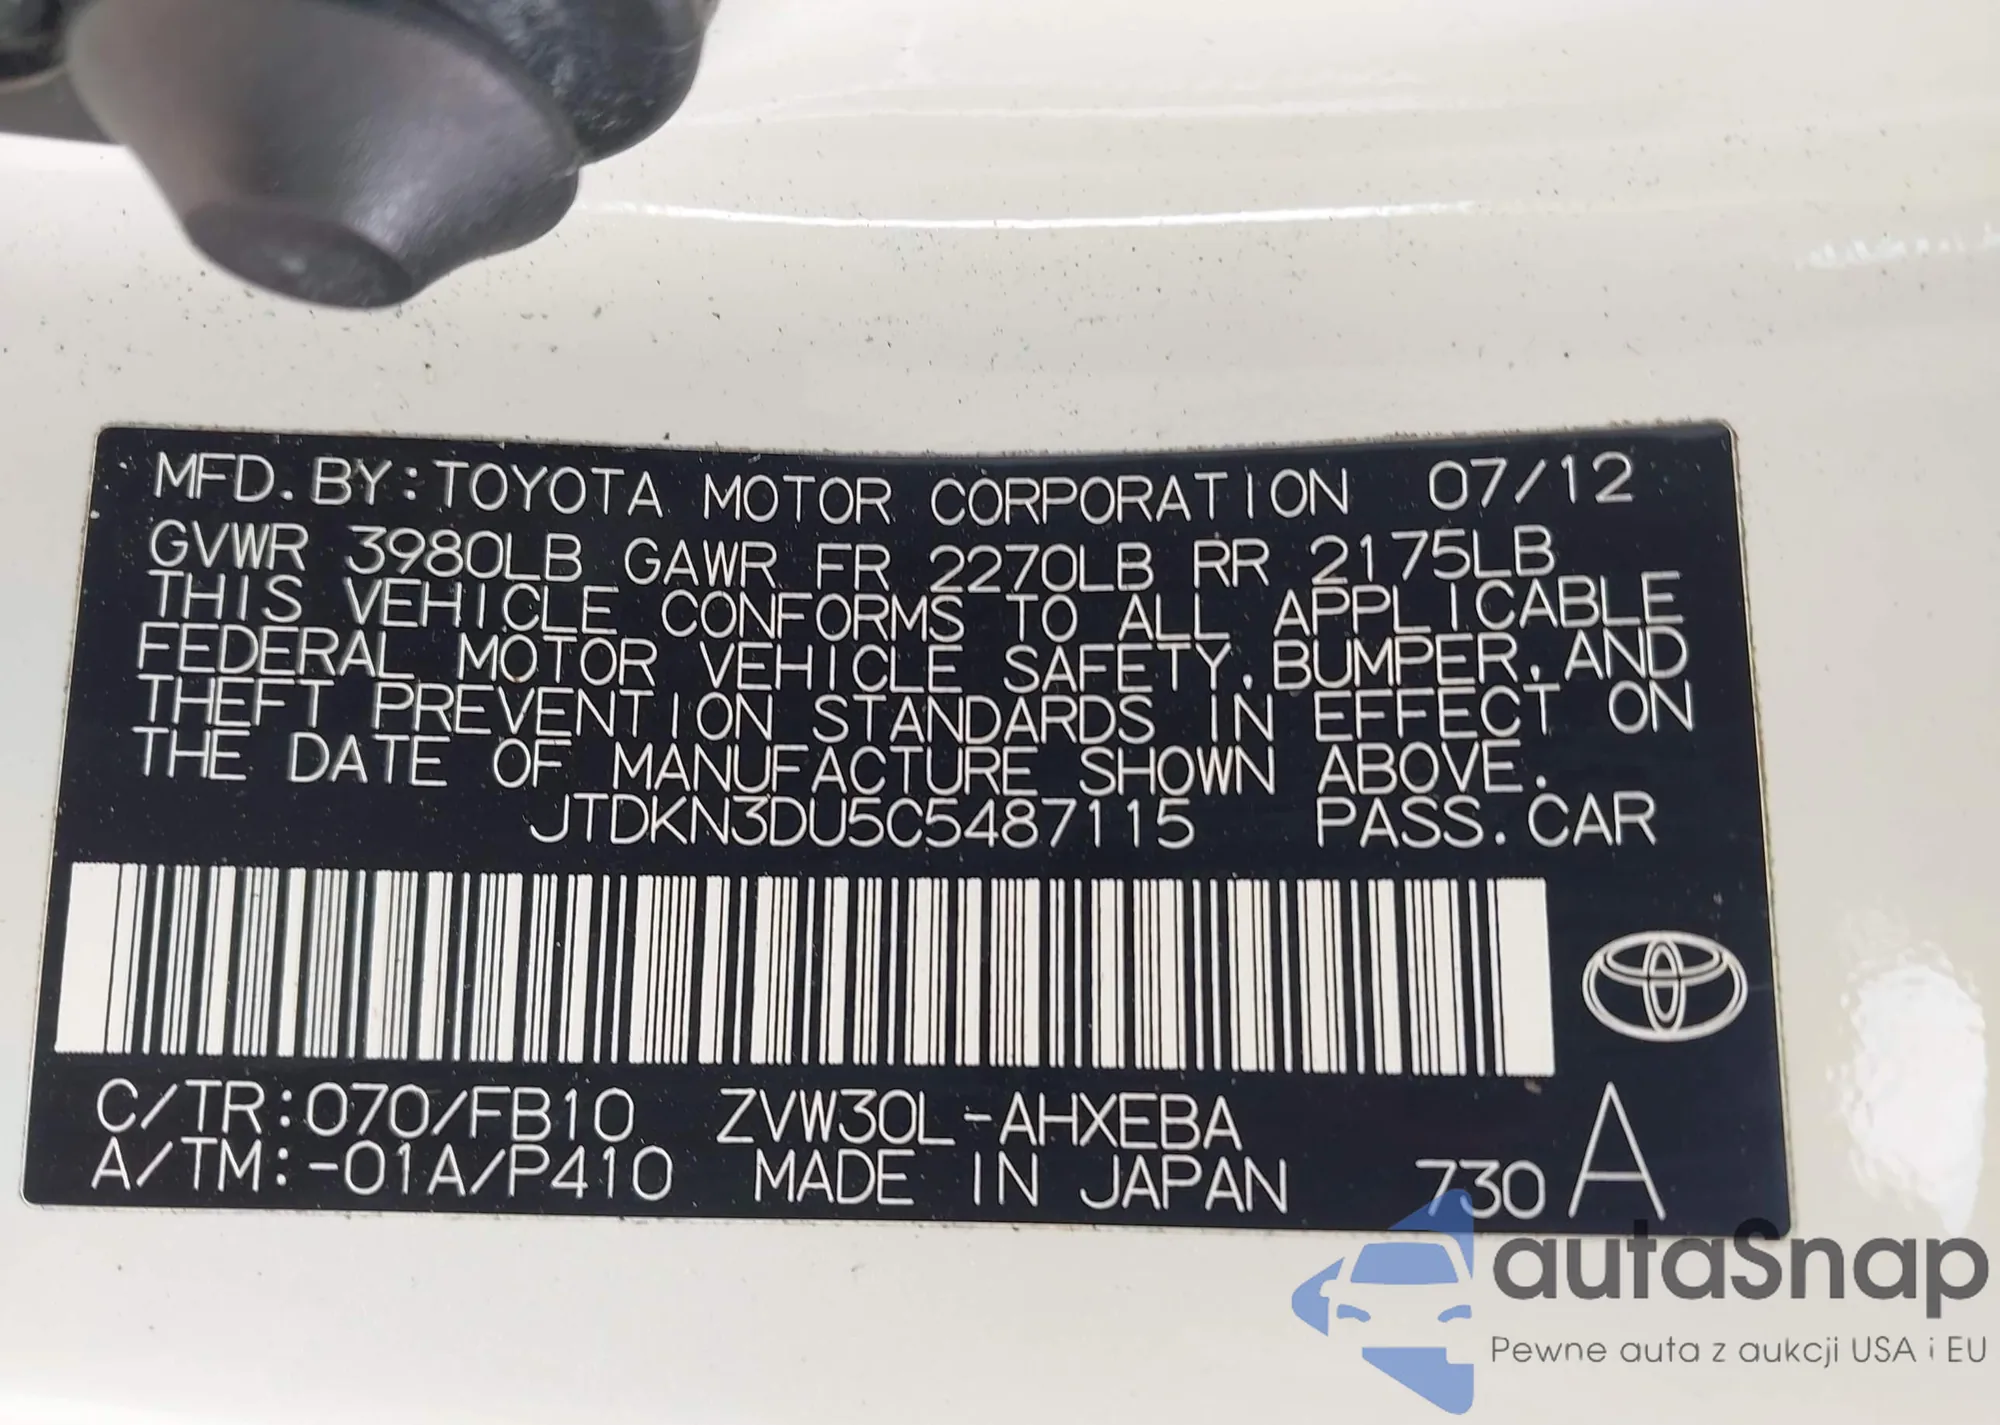 MFD. BY: TOYOTA MOTOR CORPORATION 07/12
GVWR 3980LB GAWR FR 2270LB RR 2175LB
THIS VEHICLE CONFORMS TO ALL APPLICABLE
FEDERAL MOTOR VEHICLE SAFETY, BUMPER, AND
THEFT PREVENTION STANDARDS IN EFFECT ON
THE DATE OF MANUFACTURE SHOWN ABOVE.
JTDKN3DU5C5487115 PASS. CAR
C/TR: 070/FB10 ZVW30L-AHXEBA
A/TM: -01A/P410 MADE IN JAPAN 730 A
autaSnap
Pewne auta z aukcji USA i EU